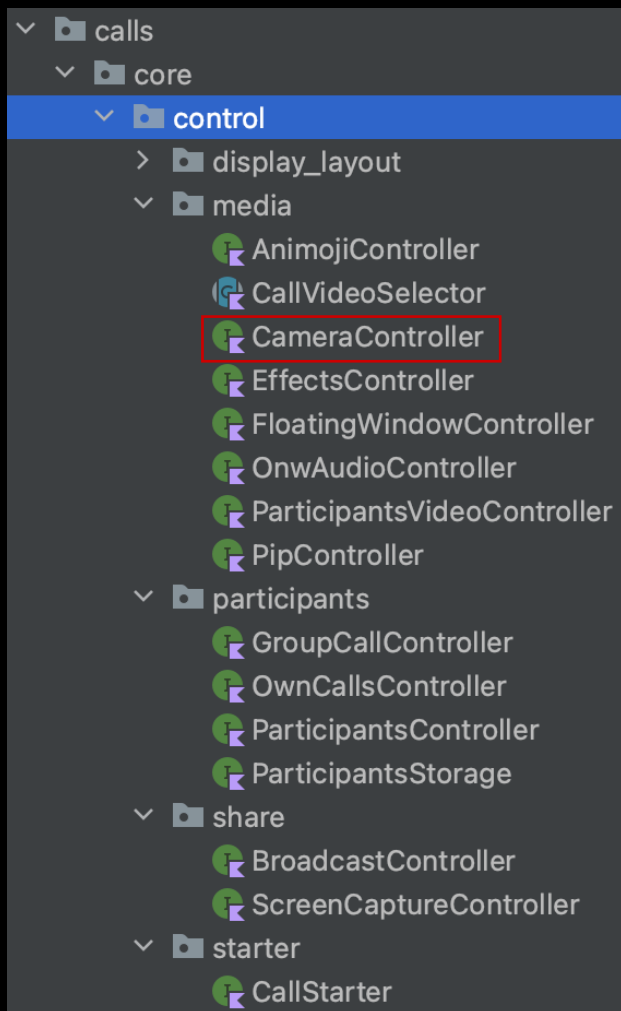 calls
core
control
display_layout
media
AnimojiController
CallVideoSelector
CameraController
EffectsController
FloatingWindowController
OnwAudioController
ParticipantsVideoController
PipController
participants
GroupCallController
OwnCallsController
ParticipantsController
ParticipantsStorage
share
BroadcastController
ScreenCaptureController
starter
CallStarter